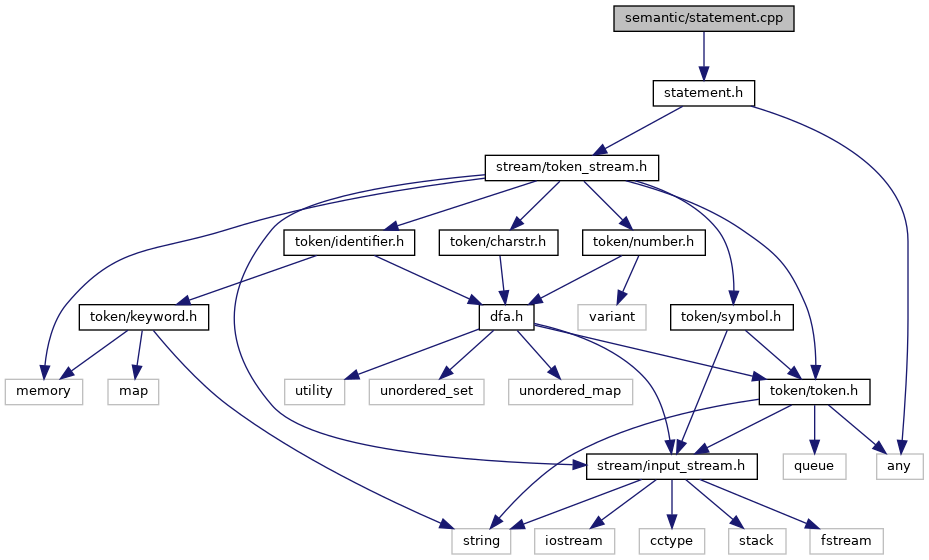 semantic/statement.cpp
statement.h
stream/token_stream.h
token/identifier.h
token/charstr.h
token/number.h
token/keyword.h
dfa.h
variant
token/symbol.h
memory
map
utility
unordered_set
unordered_map
token/token.h
stream/input_stream.h
queue
any
string
iostream
cctype
stack
fstream